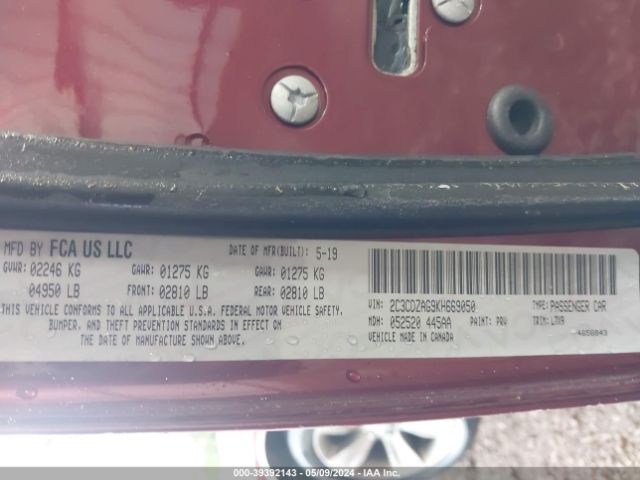 MFD BY FCA US LLC DATE OF MFR(BUILT): 5-19
GVWR: 02246 KG GAWR: 01275 KG GAWR: 01275 KG
04950 LB FRONT: 02810 LB REAR: 02810 LB
THIS VEHICLE CONFORMS TO ALL APPLICABLE U.S.A. FEDERAL MOTOR VEHICLE SAFETY,
BUMPER, AND THEFT PREVENTION STANDARDS IN EFFECT ON
THE DATE OF MANUFACTURE SHOWN ABOVE.
VIN: 2C3CDZAG9KH669050 TYPE: PASSENGER CAR
MDH: 052520 445AA PAINT: PRV TRIM: LTX9
VEHICLE MADE IN CANADA 4658843
000-39392143 - 05/09/2024 - IAA Inc.